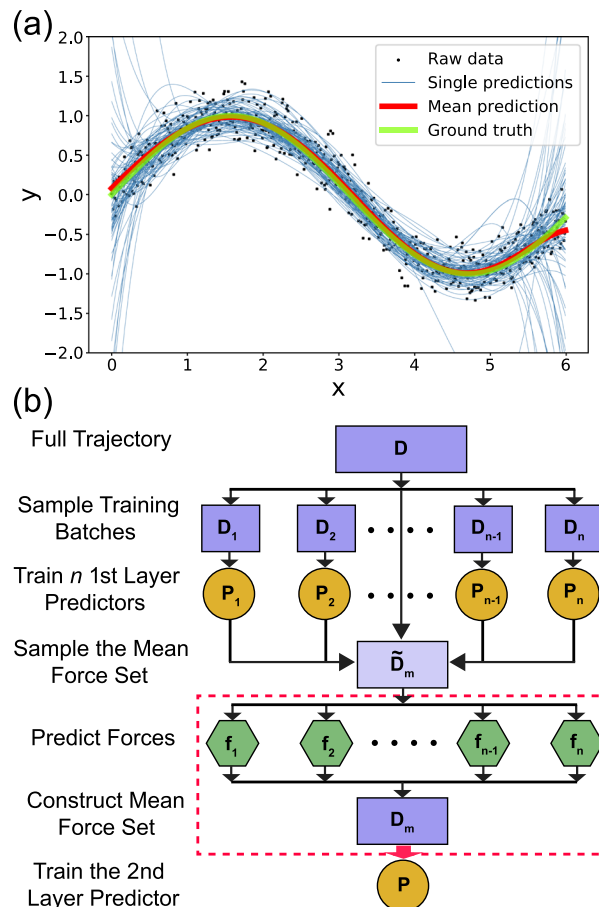 (a)
2.0
1.5
1.0
0.5
0.0
−0.5
−1.0
−1.5
−2.0
y
Raw data
Single predictions
Mean prediction
Ground truth
0 1 2 3 4 5 6
x
(b)
Full Trajectory
D
Sample Training
Batches
D1 D2 Dn-1 Dn
Train n 1st Layer
Predictors
P1 P2 Pn-1 Pn
Sample the Mean
Force Set
D̃m
Predict Forces
f1 f2 fn-1 fn
Construct Mean
Force Set
Dm
Train the 2nd
Layer Predictor
P